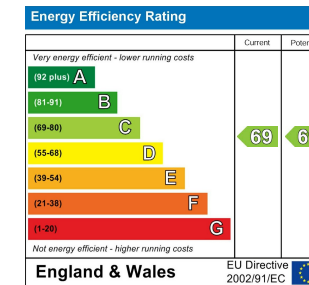 Energy Efficiency Rating
Current
Very energy efficient - lower running costs
(92 plus) A
(81-91) B
(69-80) C
69
(55-68) D
(39-54) E
(21-38) F
(1-20) G
Not energy efficient - higher running costs
England & Wales
EU Directive
2002/91/EC